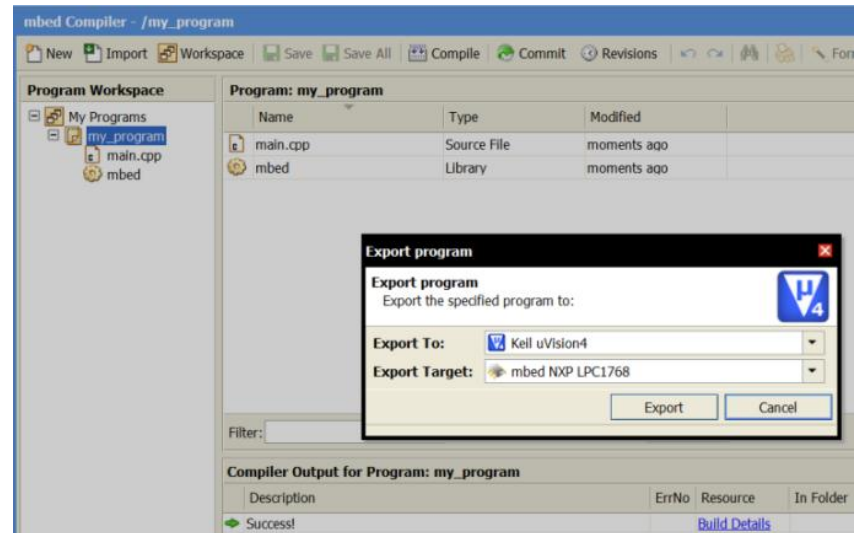 mbed Compiler - /my_program
New Import Workspace Save Save All Compile Commit Revisions
Program Workspace
My Programs
my_program
main.cpp
mbed
Program: my_program
Name Type Modified
main.cpp Source File moments ago
mbed Library moments ago
Export program
Export program
Export the specified program to:
µ4
Export To: Keil uVision4
Export Target: mbed NXP LPC1768
Export Cancel
Filter:
Compiler Output for Program: my_program
Description ErrNo Resource In Folder
Success! Build Details